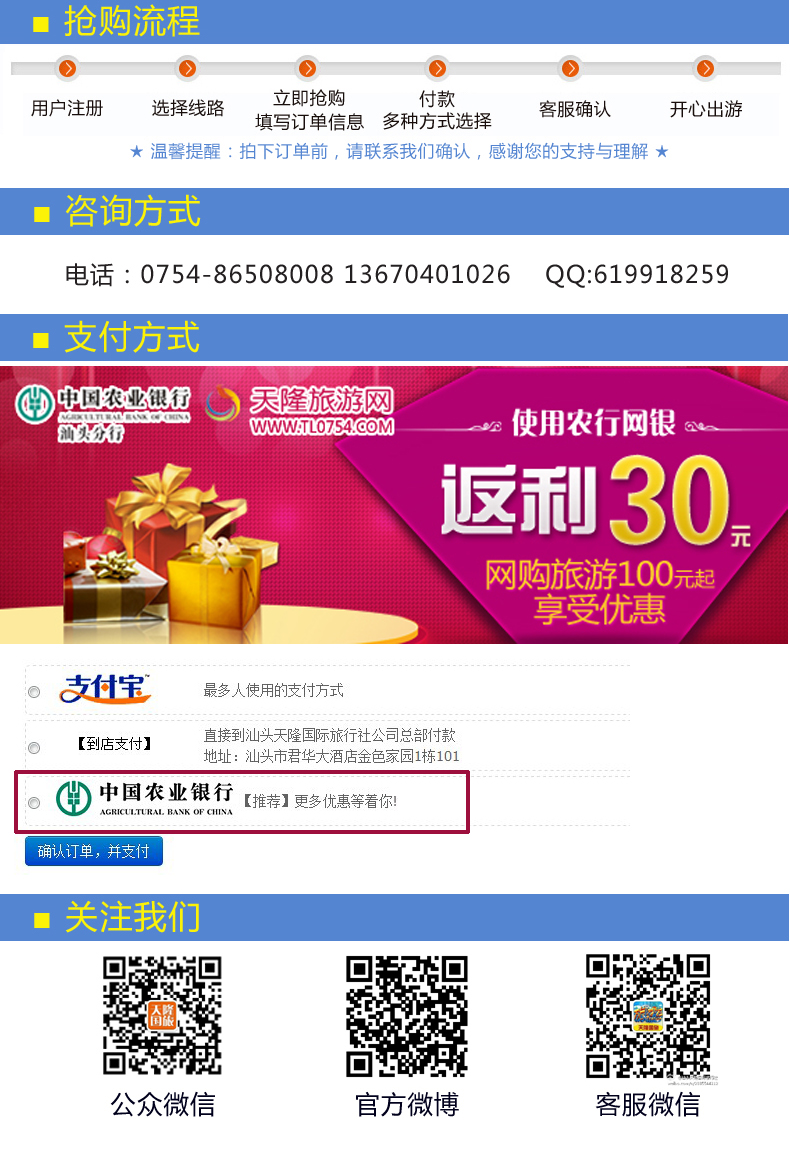 抢购流程
用户注册
选择线路
立即抢购
填写订单信息
付款
多种方式选择
客服确认
开心出游
★ 温馨提醒：拍下订单前，请联系我们确认，感谢您的支持与理解 ★
咨询方式
电话：0754-86508008 13670401026 QQ:619918259
支付方式
中国农业银行
AGRICULTURAL BANK OF CHINA
汕头分行
天隆旅游网
WWW.TL0754.COM
使用农行网银
返利30元
网购旅游100元起
享受优惠
支付宝
最多人使用的支付方式
【到店支付】
直接到汕头天隆国际旅行社公司总部付款
地址：汕头市君华大酒店金色家园1栋101
中国农业银行
AGRICULTURAL BANK OF CHINA
【推荐】更多优惠等着你!
确认订单，并支付
关注我们
天隆
国旅
天隆国旅
公众微信
官方微博
客服微信